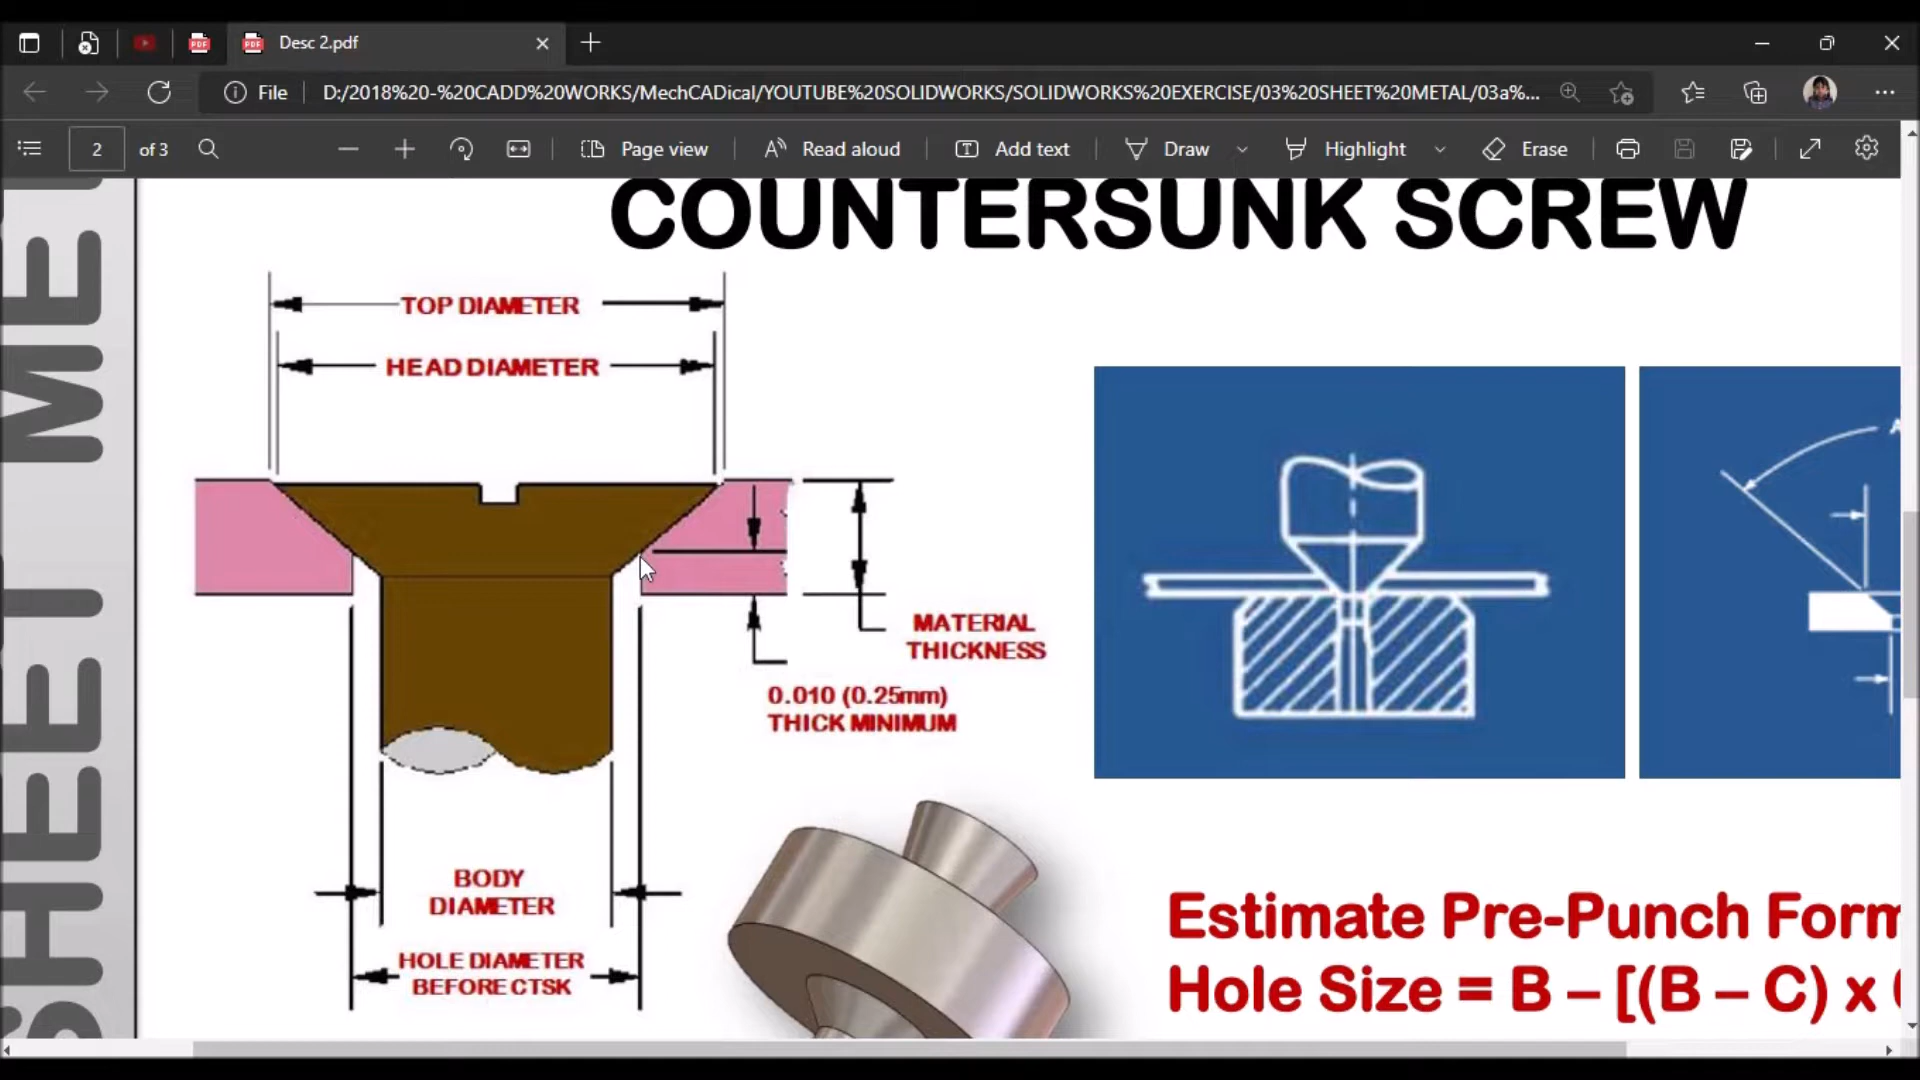 Desc 2.pdf
File
D:/2018%20-%20CADD%20WORKS/MechCADical/YOUTUBE%20SOLIDWORKS/SOLIDWORKS%20EXERCISE/03%20SHEET%20METAL/03a%...
2
of 3
Page view
Read aloud
Add text
Draw
Highlight
Erase
COUNTERSUNK SCREW
TOP DIAMETER
HEAD DIAMETER
MATERIAL
THICKNESS
0.010 (0.25mm)
THICK MINIMUM
BODY
DIAMETER
HOLE DIAMETER
BEFORE CTSK
Estimate Pre-Punch Form
Hole Size = B – [(B – C) x
SHEET ME